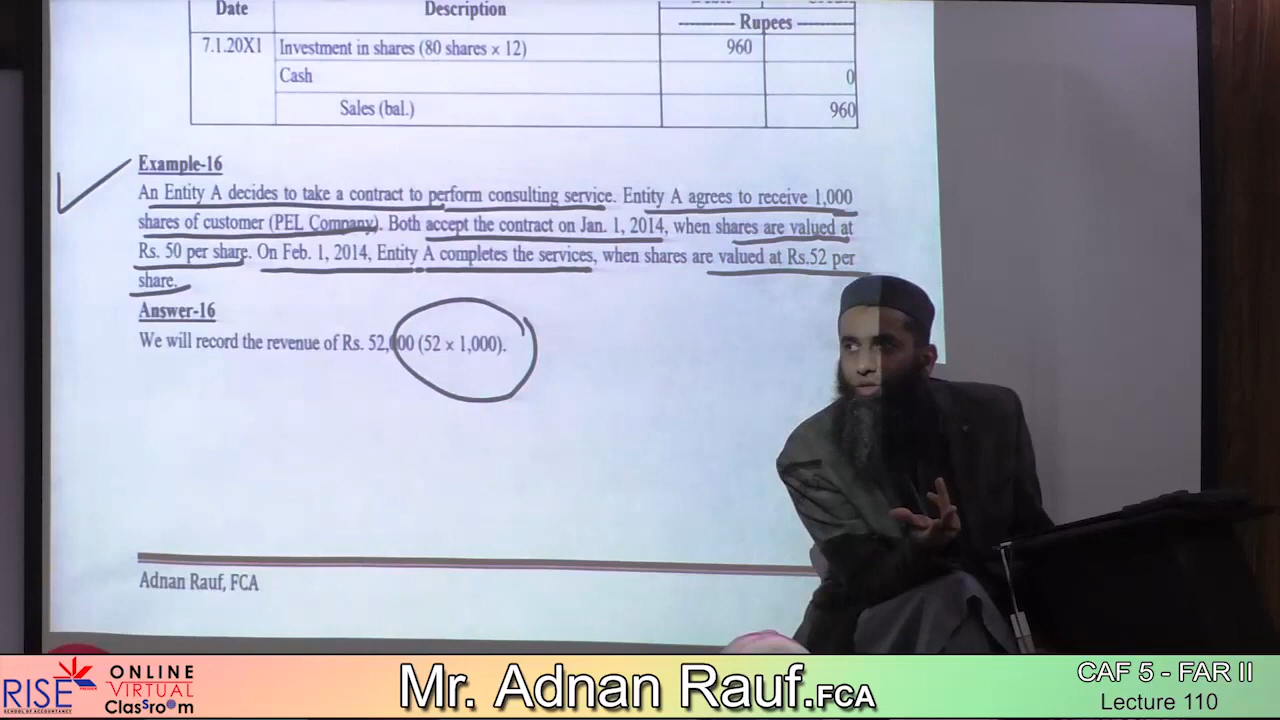 Date Description
Rupees
7.1.20X1 Investment in shares (80 shares × 12) 960
Cash 0
Sales (bal.) 960
Example-16
An Entity A decides to take a contract to perform consulting service. Entity A agrees to receive 1,000
shares of customer (PEL Company). Both accept the contract on Jan. 1, 2014, when shares are valued at
Rs. 50 per share. On Feb. 1, 2014, Entity A completes the services, when shares are valued at Rs.52 per
share.
Answer-16
We will record the revenue of Rs. 52,000 (52 × 1,000).
Adnan Rauf, FCA
RISE
SCHOOL OF ACCOUNTANCY
ONLINE
VIRTUAL
Classroom
Mr. Adnan Rauf.FCA
CAF 5 - FAR II
Lecture 110